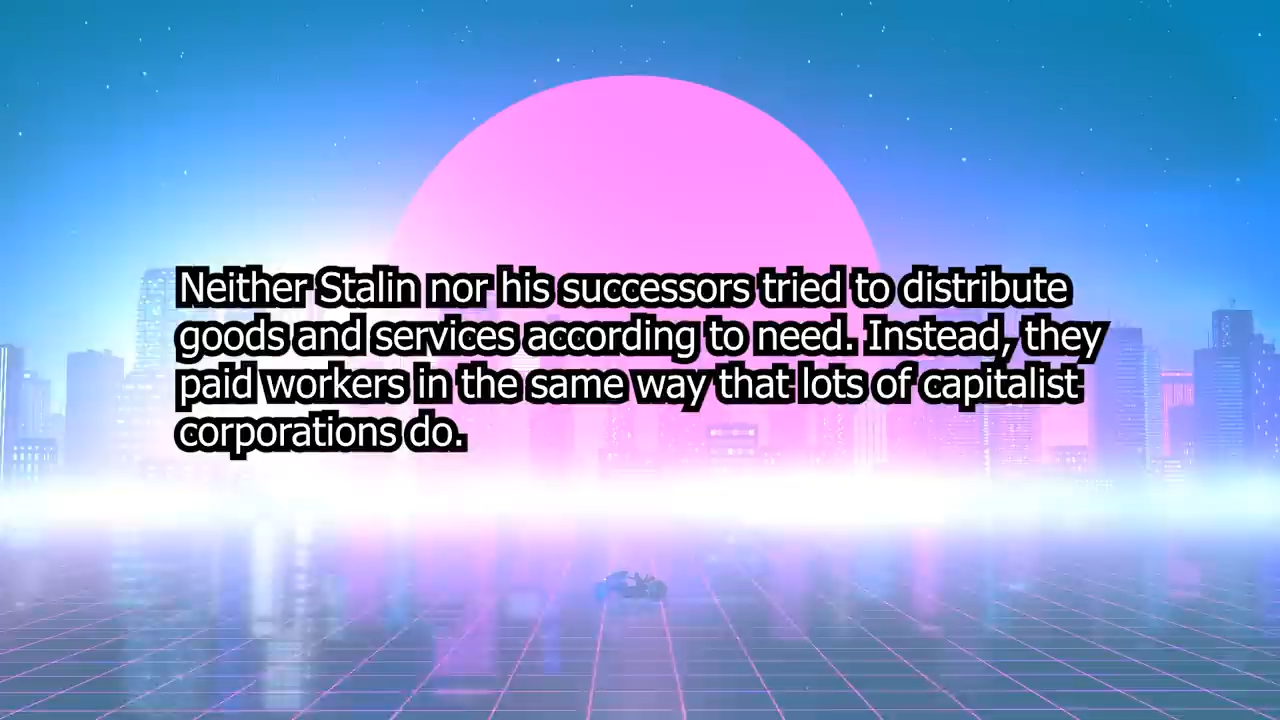 Neither Stalin nor his successors tried to distribute
goods and services according to need. Instead, they
paid workers in the same way that lots of capitalist
corporations do.